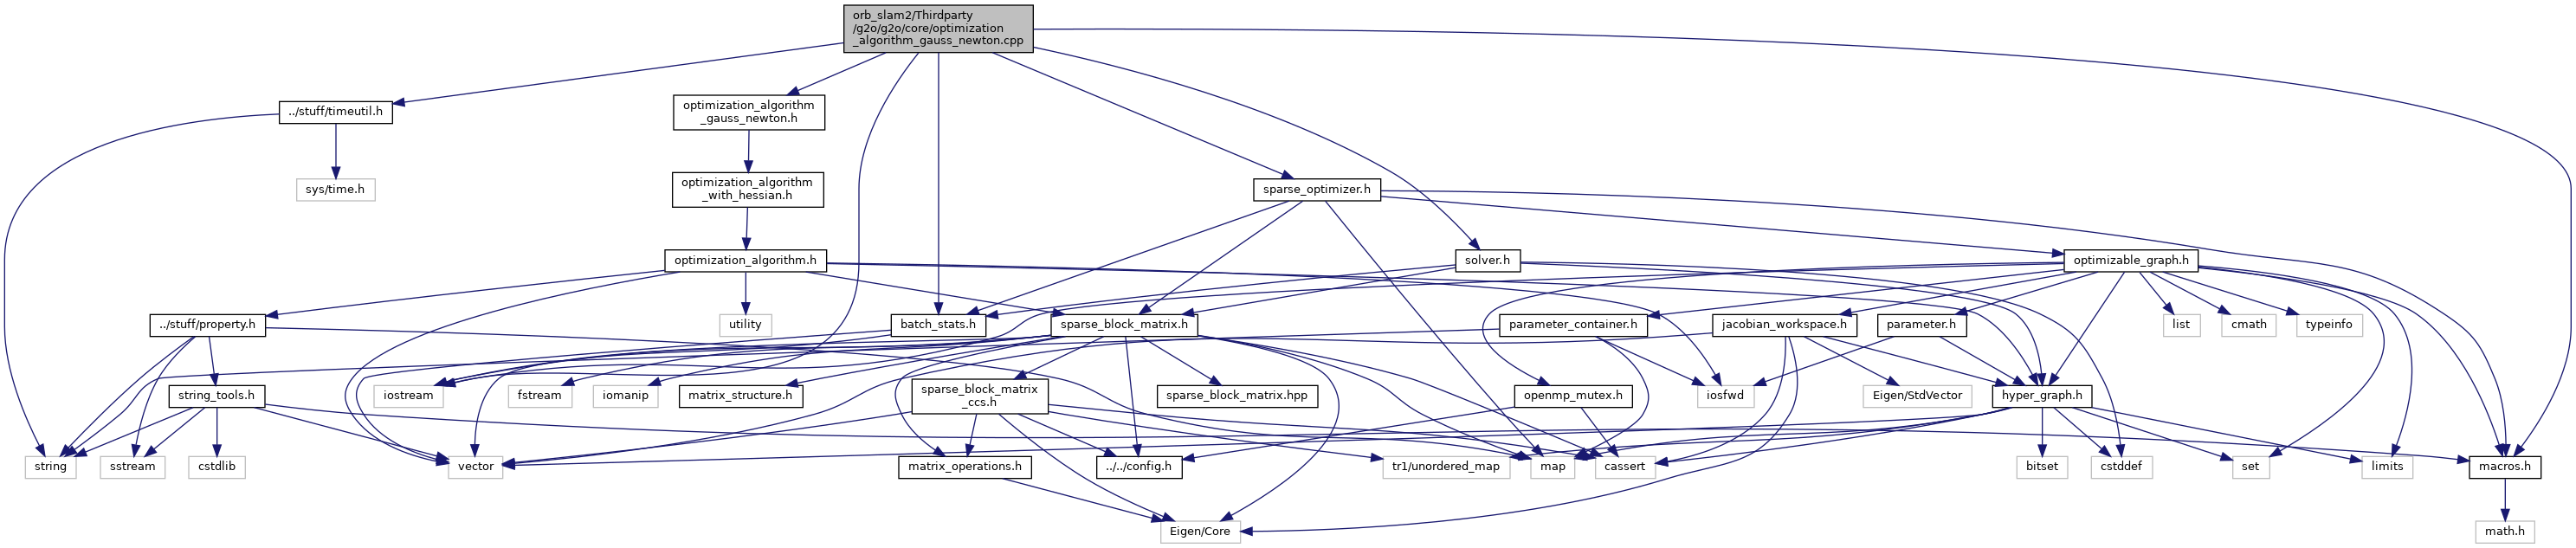 orb_slam2/Thirdparty
/g2o/g2o/core/optimization
_algorithm_gauss_newton.cpp
../stuff/timeutil.h
optimization_algorithm
_gauss_newton.h
sys/time.h
optimization_algorithm
_with_hessian.h
sparse_optimizer.h
optimization_algorithm.h
solver.h
optimizable_graph.h
../stuff/property.h
utility
batch_stats.h
sparse_block_matrix.h
parameter_container.h
jacobian_workspace.h
parameter.h
list
cmath
typeinfo
string_tools.h
iostream
fstream
iomanip
matrix_structure.h
sparse_block_matrix
_ccs.h
sparse_block_matrix.hpp
openmp_mutex.h
iosfwd
Eigen/StdVector
hyper_graph.h
string
sstream
cstdlib
vector
matrix_operations.h
../../config.h
tr1/unordered_map
map
cassert
bitset
cstddef
set
limits
macros.h
Eigen/Core
math.h